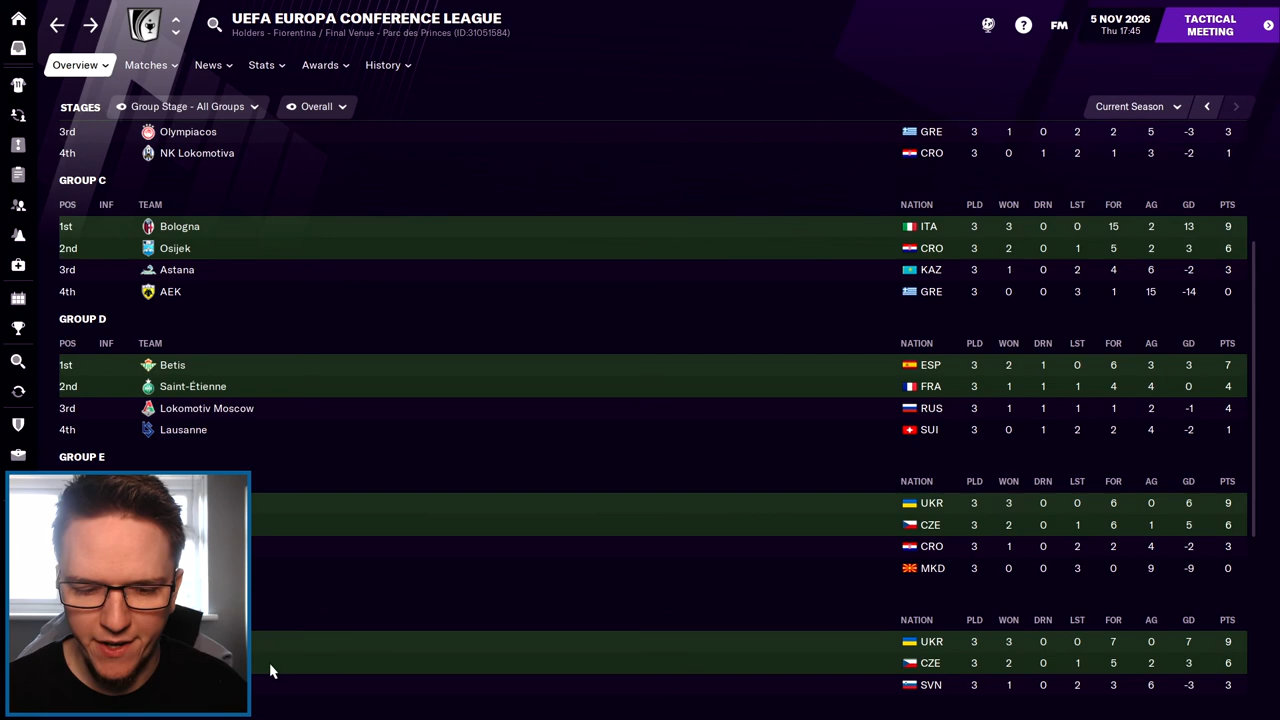 UEFA EUROPA CONFERENCE LEAGUE
Holders - Fiorentina / Final Venue - Parc des Princes (ID:31051584)
FM
5 NOV 2026
Thu 17:45
TACTICAL MEETING
Overview Matches News Stats Awards History
STAGES Group Stage - All Groups Overall Current Season
3rd Olympiacos GRE 3 1 0 2 2 5 -3 3
4th NK Lokomotiva CRO 3 0 1 2 1 3 -2 1
GROUP C
POS INF TEAM NATION PLD WON DRN LST FOR AG GD PTS
1st Bologna ITA 3 3 0 0 15 2 13 9
2nd Osijek CRO 3 2 0 1 5 2 3 6
3rd Astana KAZ 3 1 0 2 4 6 -2 3
4th AEK GRE 3 0 0 3 1 15 -14 0
GROUP D
POS INF TEAM NATION PLD WON DRN LST FOR AG GD PTS
1st Betis ESP 3 2 1 0 6 3 3 7
2nd Saint-Étienne FRA 3 1 1 1 4 4 0 4
3rd Lokomotiv Moscow RUS 3 1 1 1 1 2 -1 4
4th Lausanne SUI 3 0 1 2 2 4 -2 1
GROUP E
NATION PLD WON DRN LST FOR AG GD PTS
UKR 3 3 0 0 6 0 6 9
CZE 3 2 0 1 6 1 5 6
CRO 3 1 0 2 2 4 -2 3
MKD 3 0 0 3 0 9 -9 0
NATION PLD WON DRN LST FOR AG GD PTS
UKR 3 3 0 0 7 0 7 9
CZE 3 2 0 1 5 2 3 6
SVN 3 1 0 2 3 6 -3 3